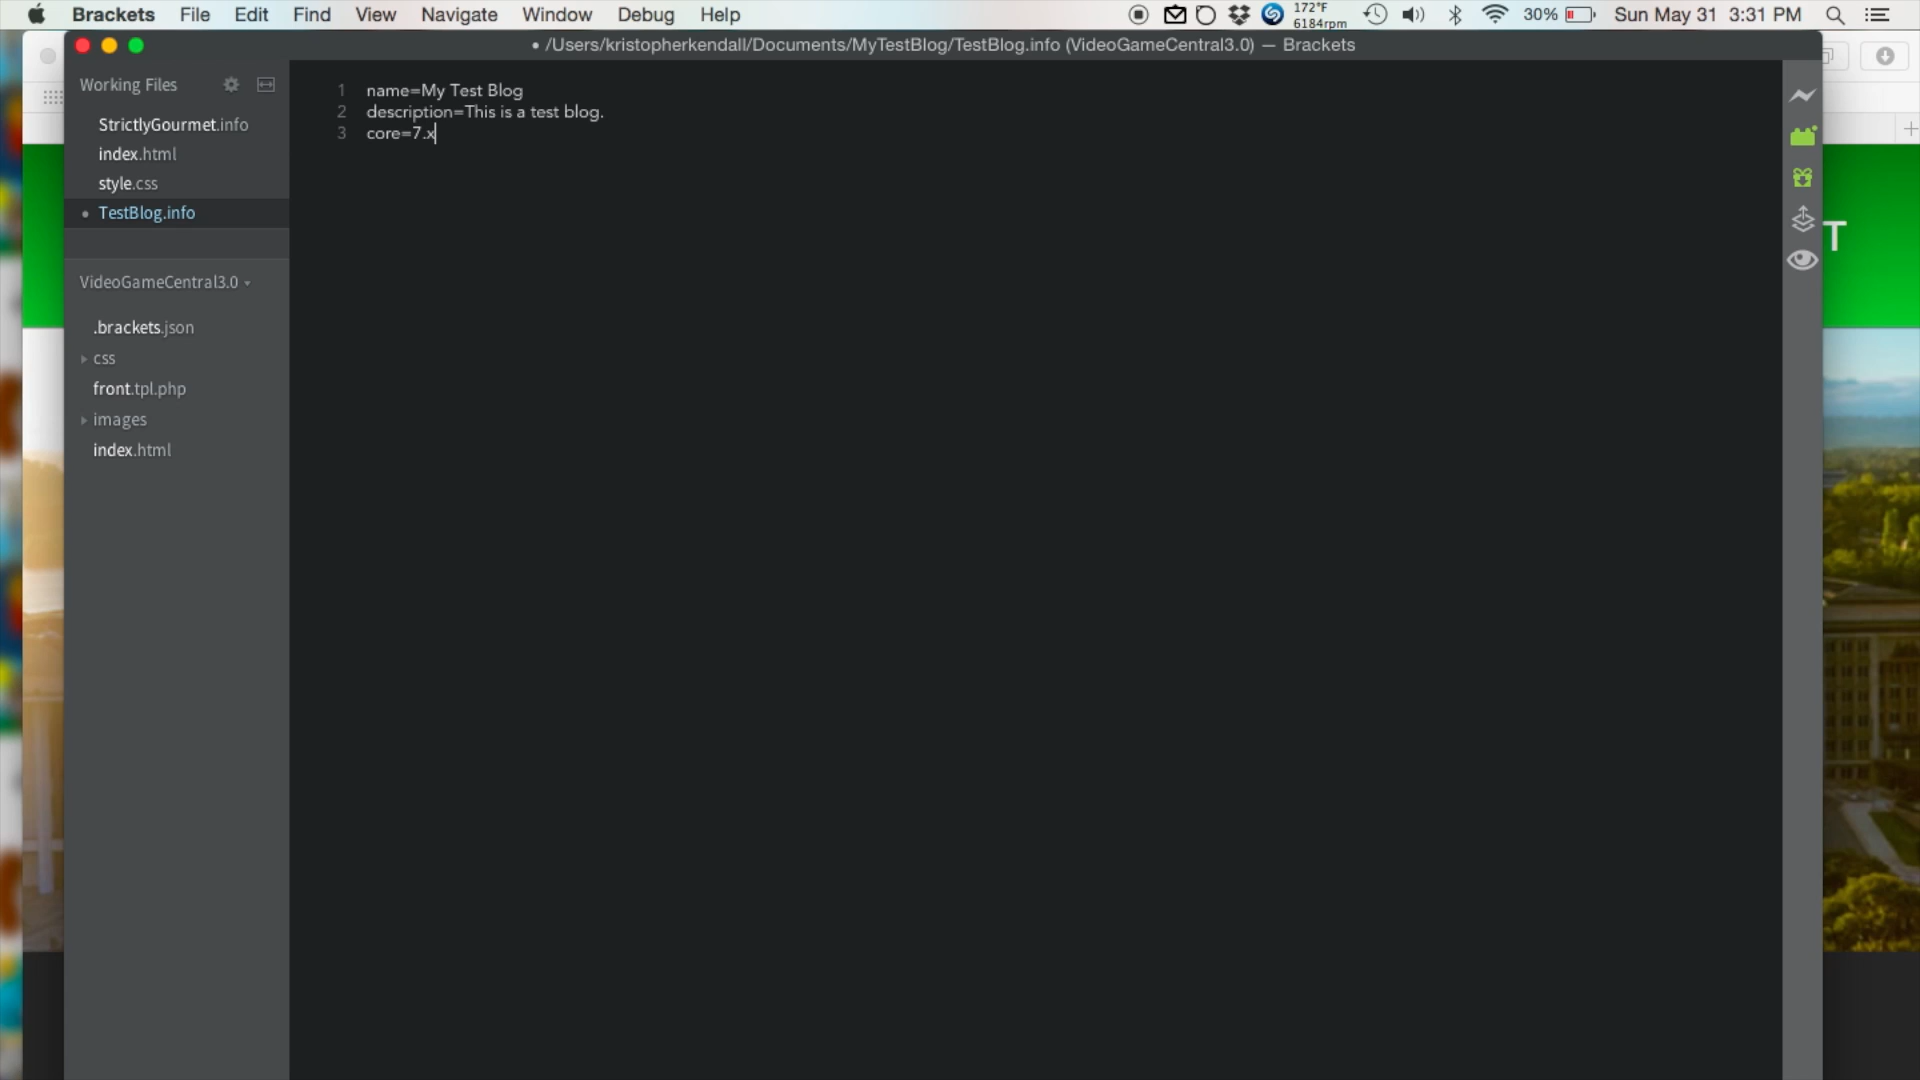 Brackets File Edit Find View Navigate Window Debug Help
172°F
6184rpm
30% Sun May 31 3:31 PM
• /Users/kristopherkendall/Documents/MyTestBlog/TestBlog.info (VideoGameCentral3.0) — Brackets
Working Files
StrictlyGourmet.info
index.html
style.css
TestBlog.info
VideoGameCentral3.0
.brackets.json
css
front.tpl.php
images
index.html
1 name=My Test Blog
2 description=This is a test blog.
3 core=7.x
T